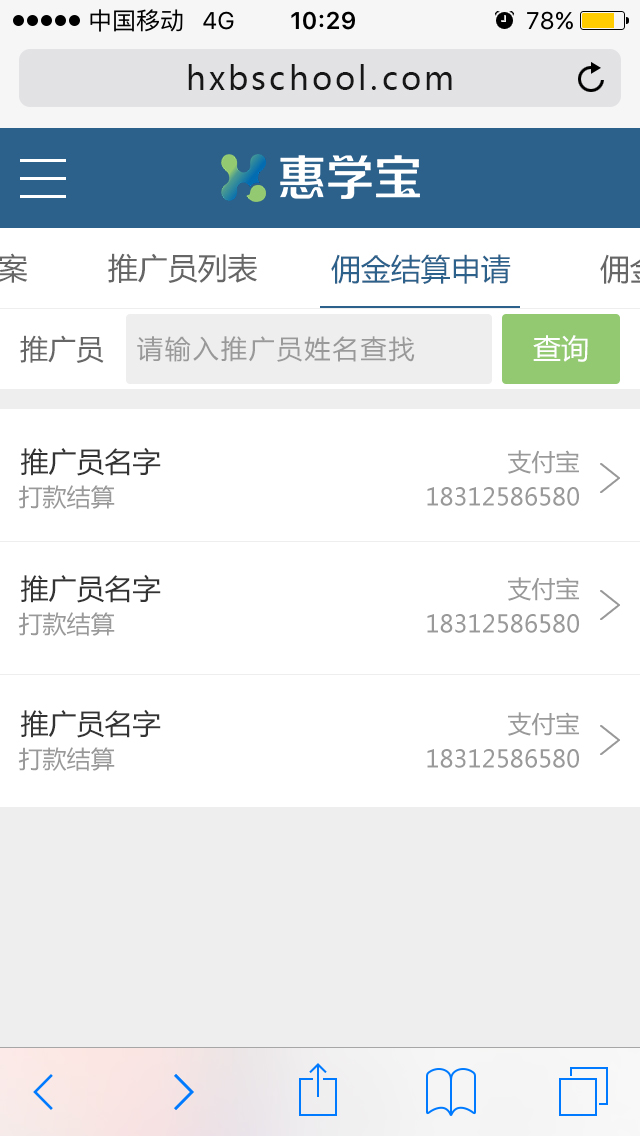 中国移动 4G 10:29 78%
hxbschool.com
惠学宝
案 推广员列表 佣金结算申请 佣金
推广员 请输入推广员姓名查找 查询
推广员名字 支付宝
打款结算 18312586580
推广员名字 支付宝
打款结算 18312586580
推广员名字 支付宝
打款结算 18312586580